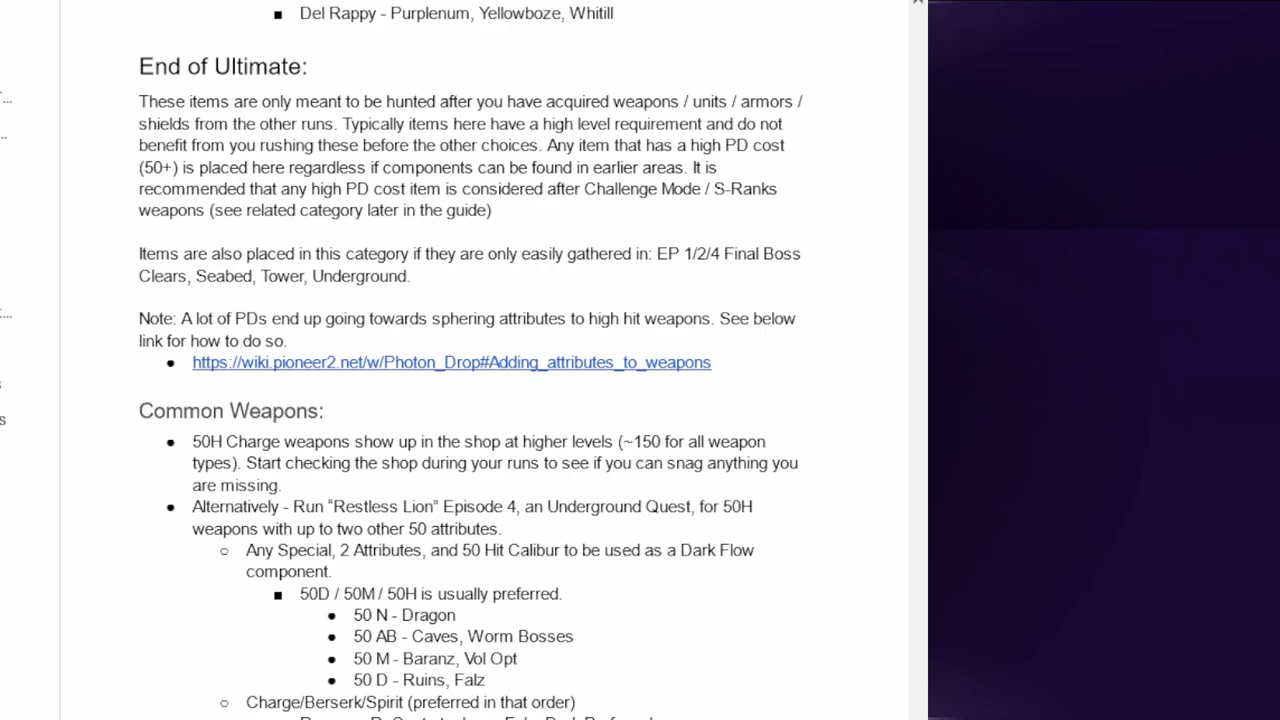 ■ Del Rappy - Purplenum, Yellowboze, Whitill
End of Ultimate:
These items are only meant to be hunted after you have acquired weapons / units / armors /
shields from the other runs. Typically items here have a high level requirement and do not
benefit from you rushing these before the other choices. Any item that has a high PD cost
(50+) is placed here regardless if components can be found in earlier areas. It is
recommended that any high PD cost item is considered after Challenge Mode / S-Ranks
weapons (see related category later in the guide)
Items are also placed in this category if they are only easily gathered in: EP 1/2/4 Final Boss
Clears, Seabed, Tower, Underground.
Note: A lot of PDs end up going towards sphering attributes to high hit weapons. See below
link for how to do so.
● https://wiki.pioneer2.net/w/Photon_Drop#Adding_attributes_to_weapons
Common Weapons:
● 50H Charge weapons show up in the shop at higher levels (~150 for all weapon
types). Start checking the shop during your runs to see if you can snag anything you
are missing.
● Alternatively - Run “Restless Lion” Episode 4, an Underground Quest, for 50H
weapons with up to two other 50 attributes.
○ Any Special, 2 Attributes, and 50 Hit Calibur to be used as a Dark Flow
component.
■ 50D / 50M / 50H is usually preferred.
● 50 N - Dragon
● 50 AB - Caves, Worm Bosses
● 50 M - Baranz, Vol Opt
● 50 D - Ruins, Falz
○ Charge/Berserk/Spirit (preferred in that order)